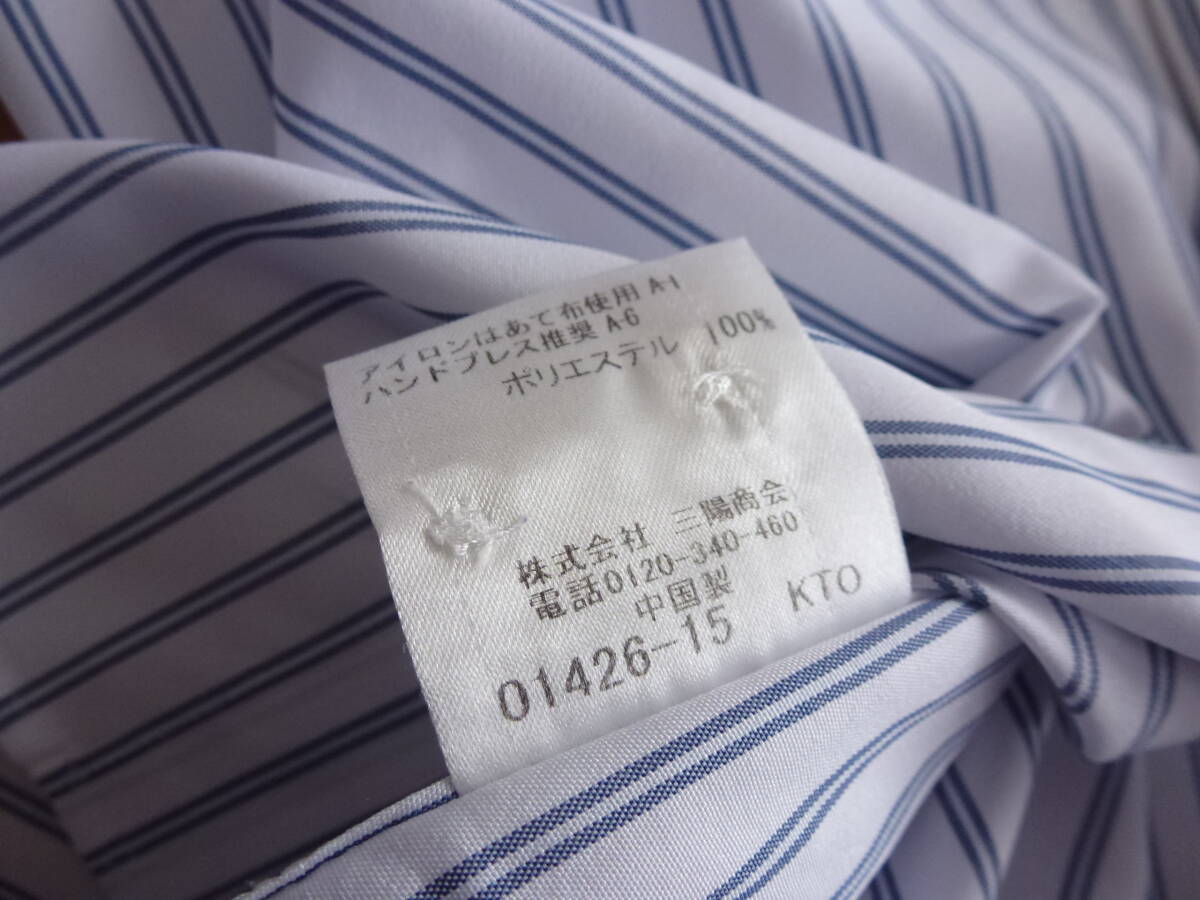 アイロンはあて布使用 A-1
ハンドプレス推奨 A-6
ポリエステル 100%
株式会社 三陽商会
電話0120-340-460
中国製
01426-15 KTO